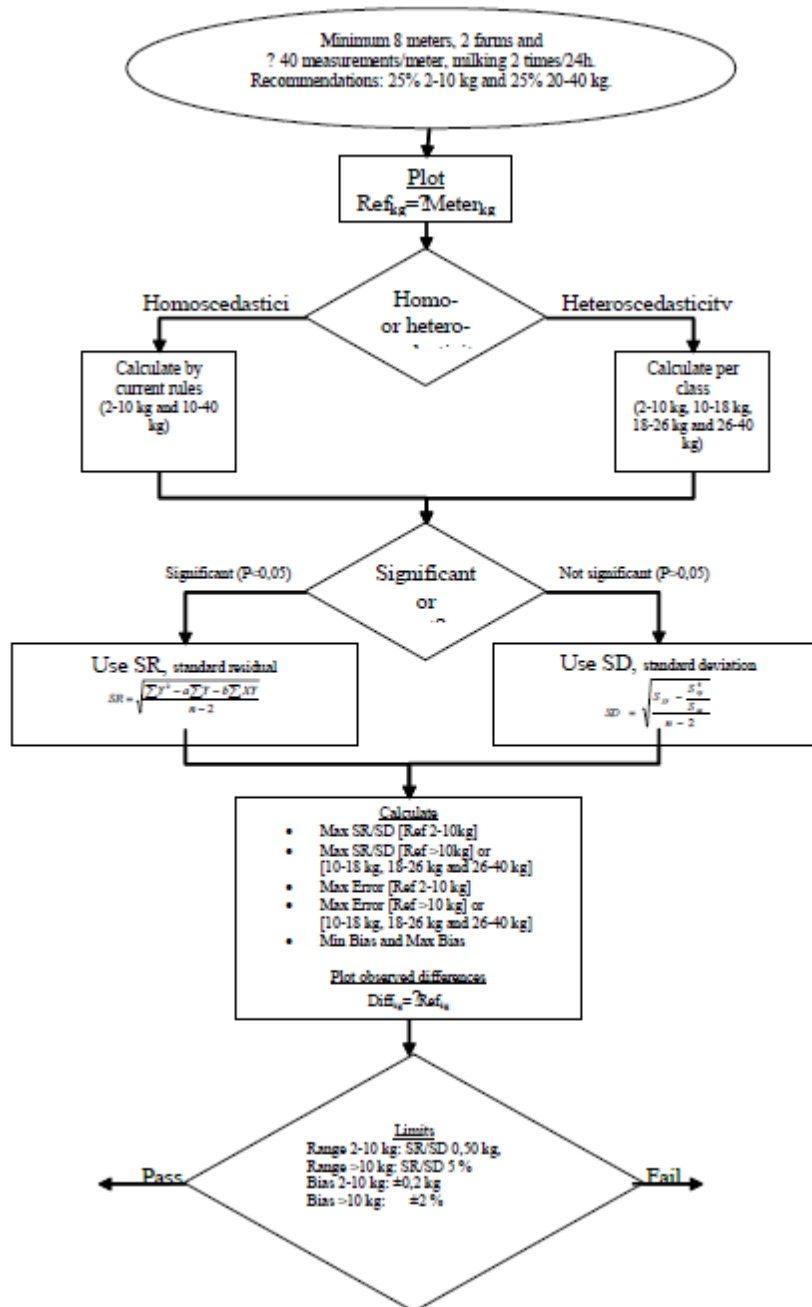 Minimum 8 meters, 2 farms and
? 40 measurements/meter, milking 2 times/24h.
Recommendations: 25% 2-10 kg and 25% 20-40 kg.
Plot
Refkg=?Meterkg
Homoscedastici
Homo-
or hetero-
Heteroscedasticity
Calculate by
current rules
(2-10 kg and 10-40
kg)
Calculate per
class
(2-10 kg, 10-18 kg,
18-26 kg and 26-40
kg)
Significant (P<0,05)
Significant
or
Not significant (P>0,05)
Use SR, standard residual
SR=√((∑Y²-a∑Y-b∑XY)/(n-2))
Use SD, standard deviation
SD =
n-2
Calculate
• Max SR/SD [Ref 2-10kg]
• Max SR/SD [Ref >10kg] or
[10-18 kg, 18-26 kg and 26-40 kg]
• Max Error [Ref 2-10 kg]
• Max Error [Ref >10 kg] or
[10-18 kg, 18-26 kg and 26-40 kg]
• Min Bias and Max Bias
Plot observed differences
Diffkg=?Refkg
Limits
Range 2-10 kg: SR/SD 0,50 kg,
Range >10 kg: SR/SD 5 %
Bias 2-10 kg: ±0,2 kg
Bias >10 kg: ±2 %
Pass
Fail